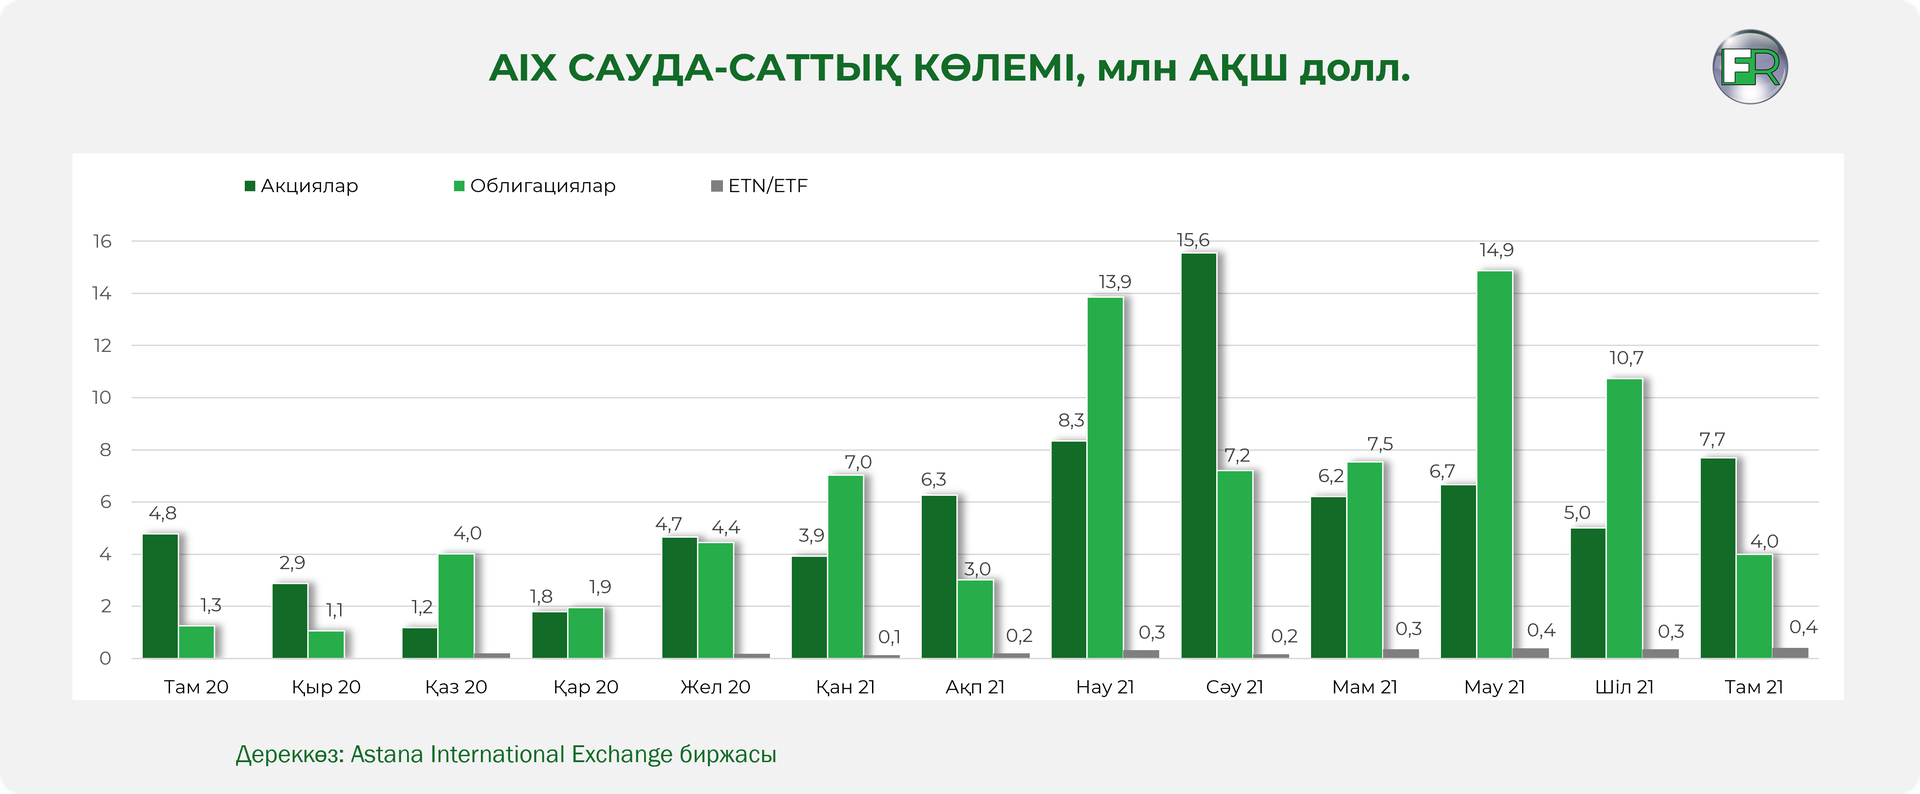 АІХ САУДА-САТТЫҚ КӨЛЕМІ, млн АҚШ долл.
FR
Акциялар Облигациялар ETN/ETF
16
14
12
10
8
6
4
2
0
4,8 1,3
2,9 1,1
1,2 4,0
1,8 1,9
4,7 4,4
3,9 7,0 0,1
6,3 3,0 0,2
8,3 13,9 0,3
15,6 7,2 0,2
6,2 7,5 0,3
6,7 14,9 0,4
5,0 10,7 0,3
7,7 4,0 0,4
Там 20 Қыр 20 Қаз 20 Қар 20 Жел 20 Қан 21 Ақп 21 Нау 21 Сәу 21 Мам 21 Мау 21 Шіл 21 Там 21
Дереккөз: Astana International Exchange биржасы